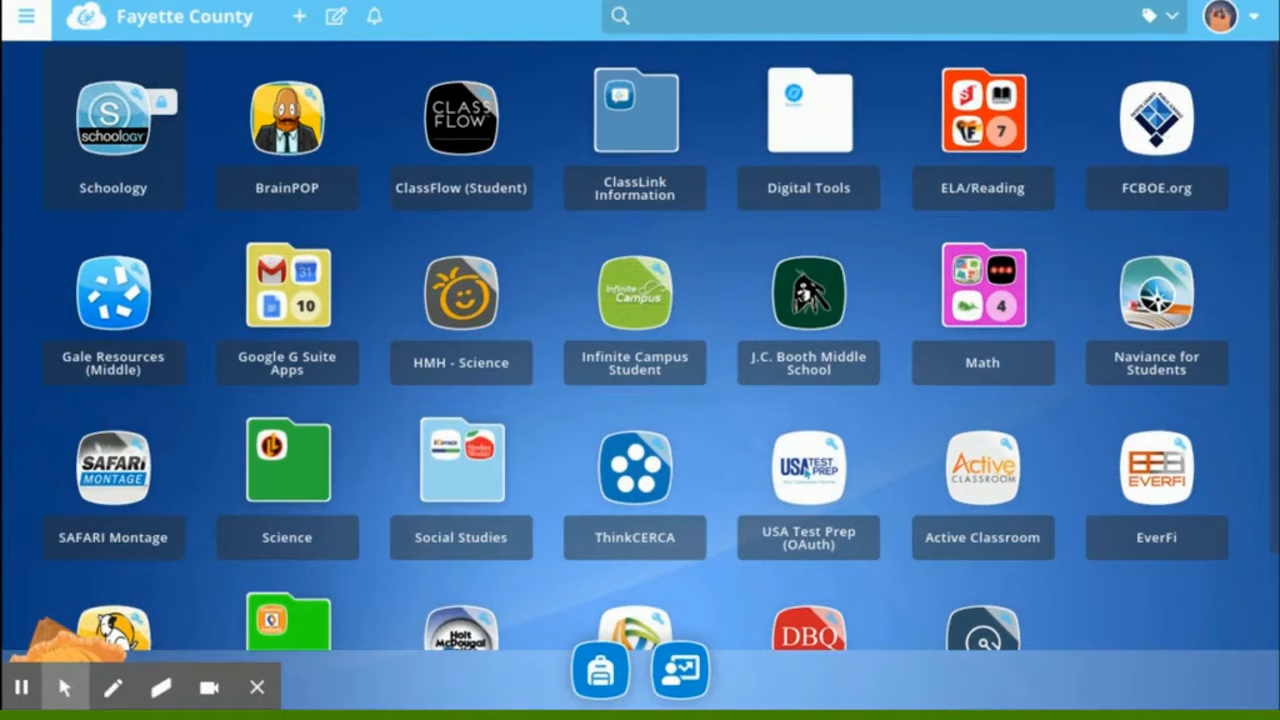 Fayette County
S
schoology
Schoology
BrainPOP
CLASS
FLOW
ClassFlow (Student)
ClassLink
Information
Digital Tools
7
ELA/Reading
FCBOE.org
Gale Resources
(Middle)
31
10
Google G Suite
Apps
HMH - Science
Infinite
Campus
Infinite Campus
Student
J.C. Booth Middle
School
4
Math
Naviance for
Students
SAFARI
MONTAGE
SAFARI Montage
Science
Social Studies
ThinkCERCA
USATEST
PREP
USA Test Prep
(OAuth)
Active
CLASSROOM
Active Classroom
EVERFI
EverFi
Holt
McDougal
DBQ